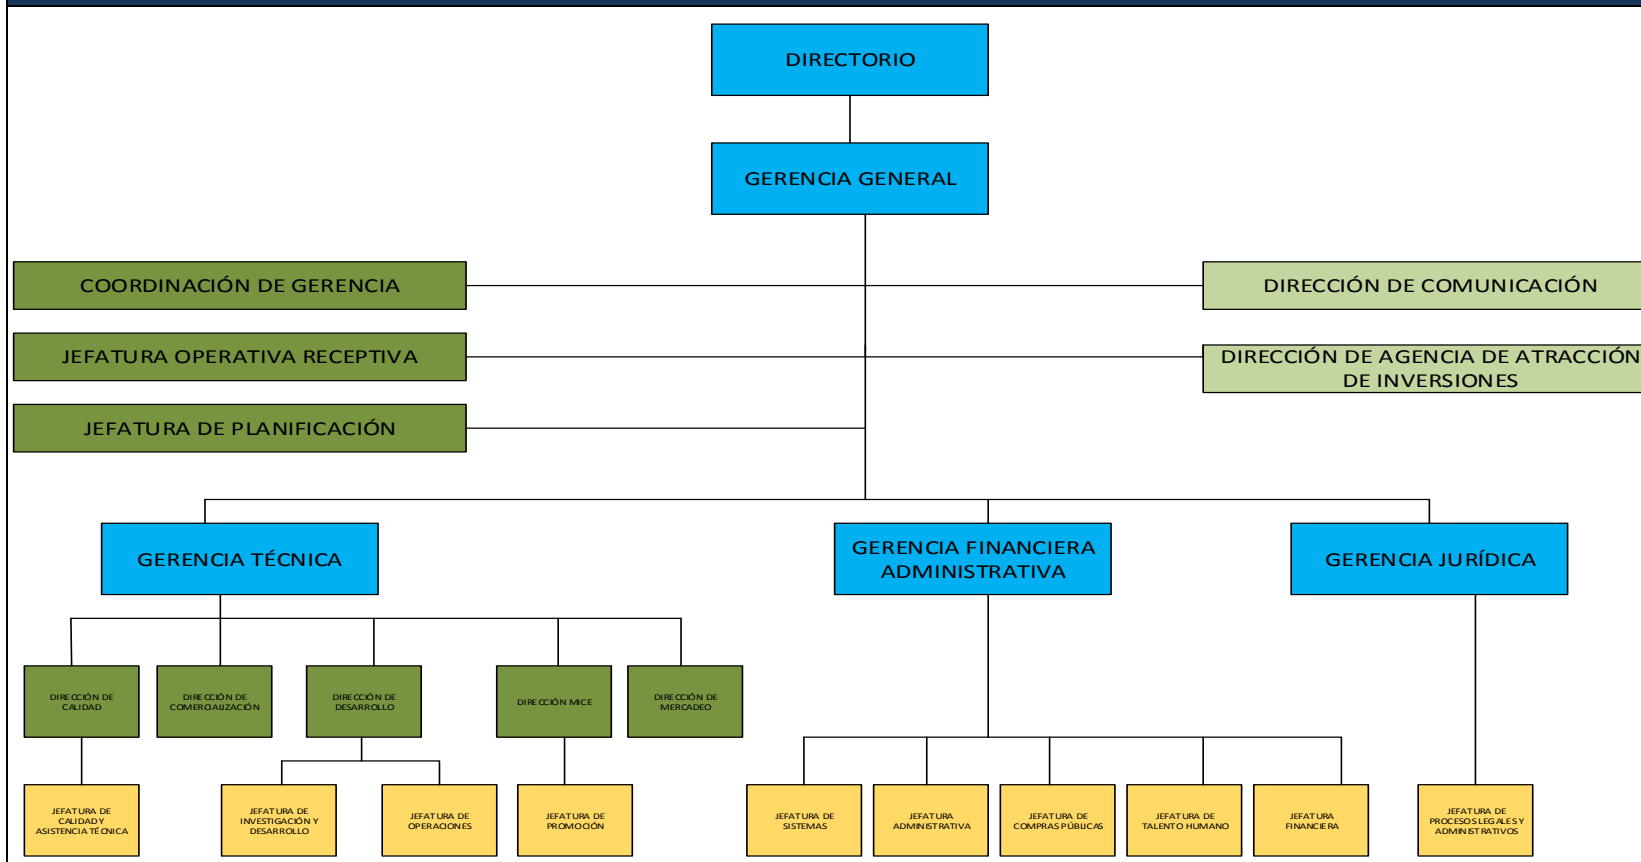 DIRECTORIO
GERENCIA GENERAL
COORDINACIÓN DE GERENCIA
DIRECCIÓN DE COMUNICACIÓN
JEFATURA OPERATIVA RECEPTIVA
DIRECCIÓN DE AGENCIA DE ATRACCIÓN
DE INVERSIONES
JEFATURA DE PLANIFICACIÓN
GERENCIA TÉCNICA
GERENCIA FINANCIERA
ADMINISTRATIVA
GERENCIA JURÍDICA
DIRECCIÓN DE
CALIDAD
DIRECCIÓN DE
COMERCIALIZACIÓN
DIRECCIÓN DE
DESARROLLO
DIRECCIÓN MICE
DIRECCIÓN DE
MERCADEO
JEFATURA DE
CALIDAD Y
ASISTENCIA TÉCNICA
JEFATURA DE
INVESTIGACIÓN Y
DESARROLLO
JEFATURA DE
OPERACIONES
JEFATURA DE
PROMOCIÓN
JEFATURA DE
SISTEMAS
JEFATURA
ADMINISTRATIVA
JEFATURA DE
COMPRAS PÚBLICAS
JEFATURA DE
TALENTO HUMANO
JEFATURA
FINANCIERA
JEFATURA DE
PROCESOS LEGALES Y
ADMINISTRATIVOS